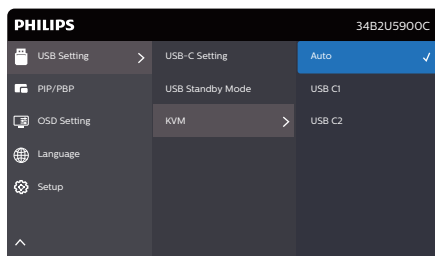 PHILIPS 34B2U5900C
USB Setting USB-C Setting Auto
PIP/PBP USB Standby Mode USB C1
OSD Setting KVM USB C2
Language
Setup